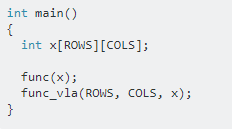 int main()
{
  int x[ROWS][COLS];

  func(x);
  func_vla(ROWS, COLS, x);
}